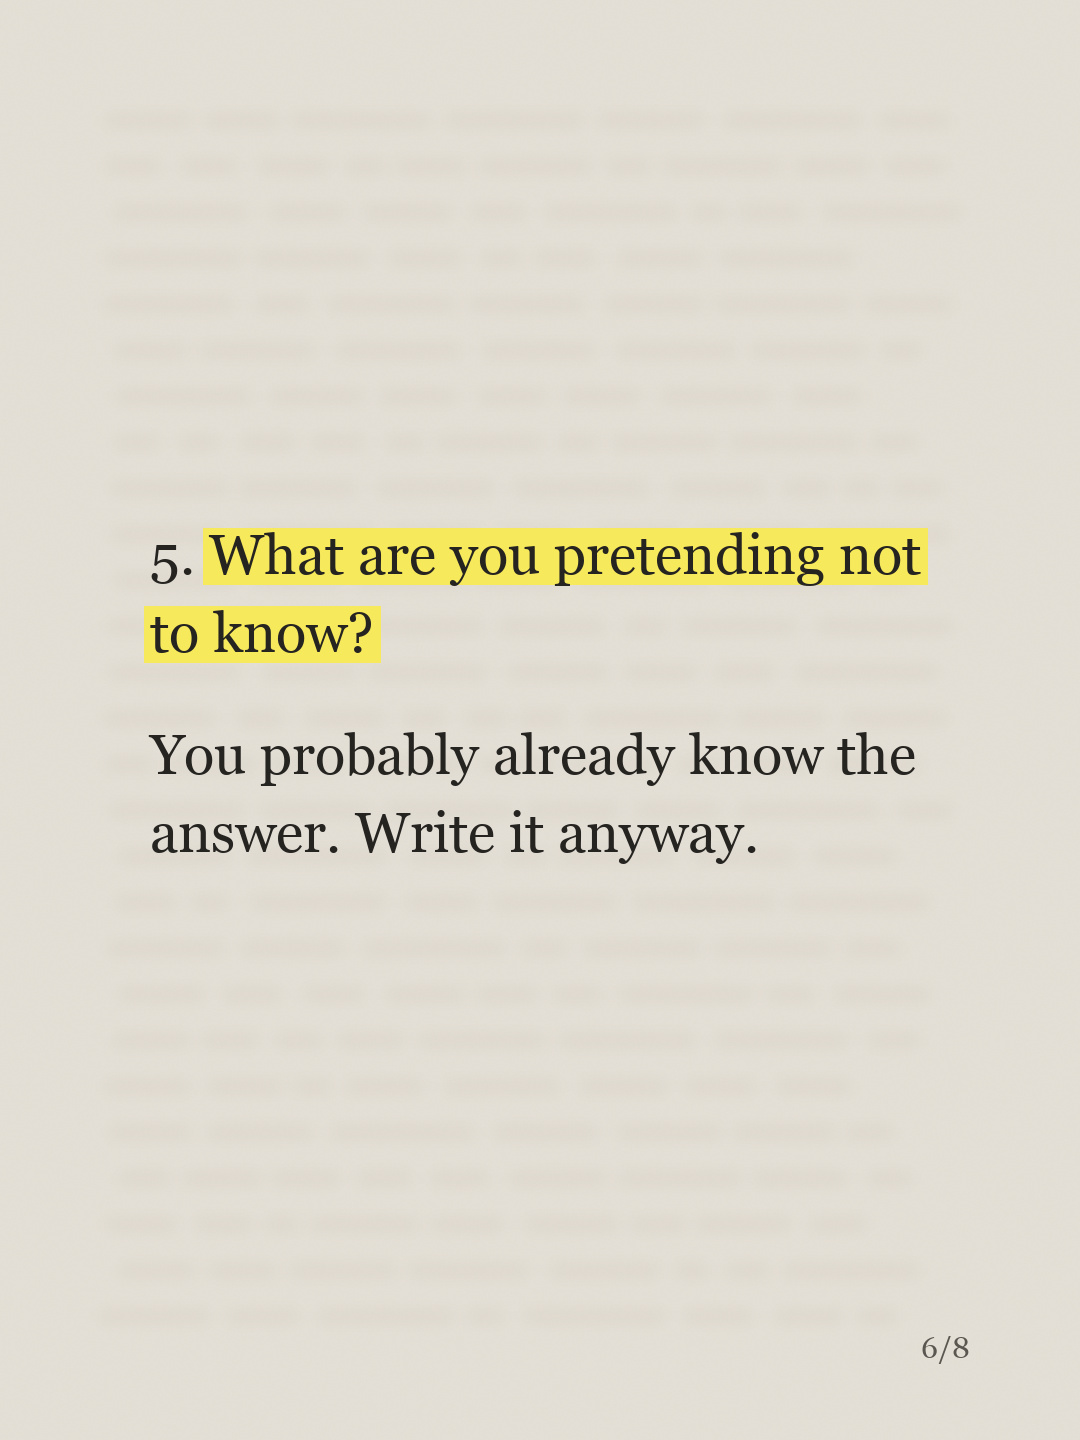 5. What are you pretending not
to know?
You probably already know the
answer. Write it anyway.
6/8